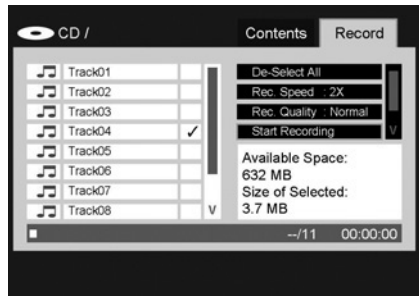 CD /
Contents
Record
Track01
Track02
Track03
Track04 ✓
Track05
Track06
Track07
Track08
De-Select All
Rec. Speed : 2X
Rec. Quality : Normal
Start Recording
Available Space:
632 MB
Size of Selected:
3.7 MB
--/11 00:00:00